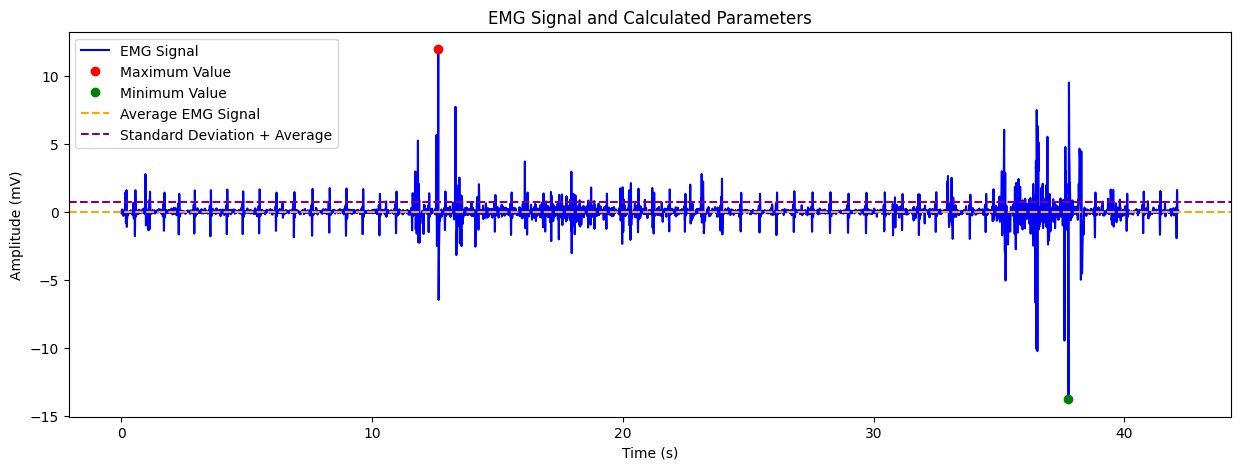 EMG Signal and Calculated Parameters
EMG Signal
Maximum Value
Minimum Value
Average EMG Signal
Standard Deviation + Average
Amplitude (mV)
10
5
0
−5
−10
−15
0
10
20
30
40
Time (s)